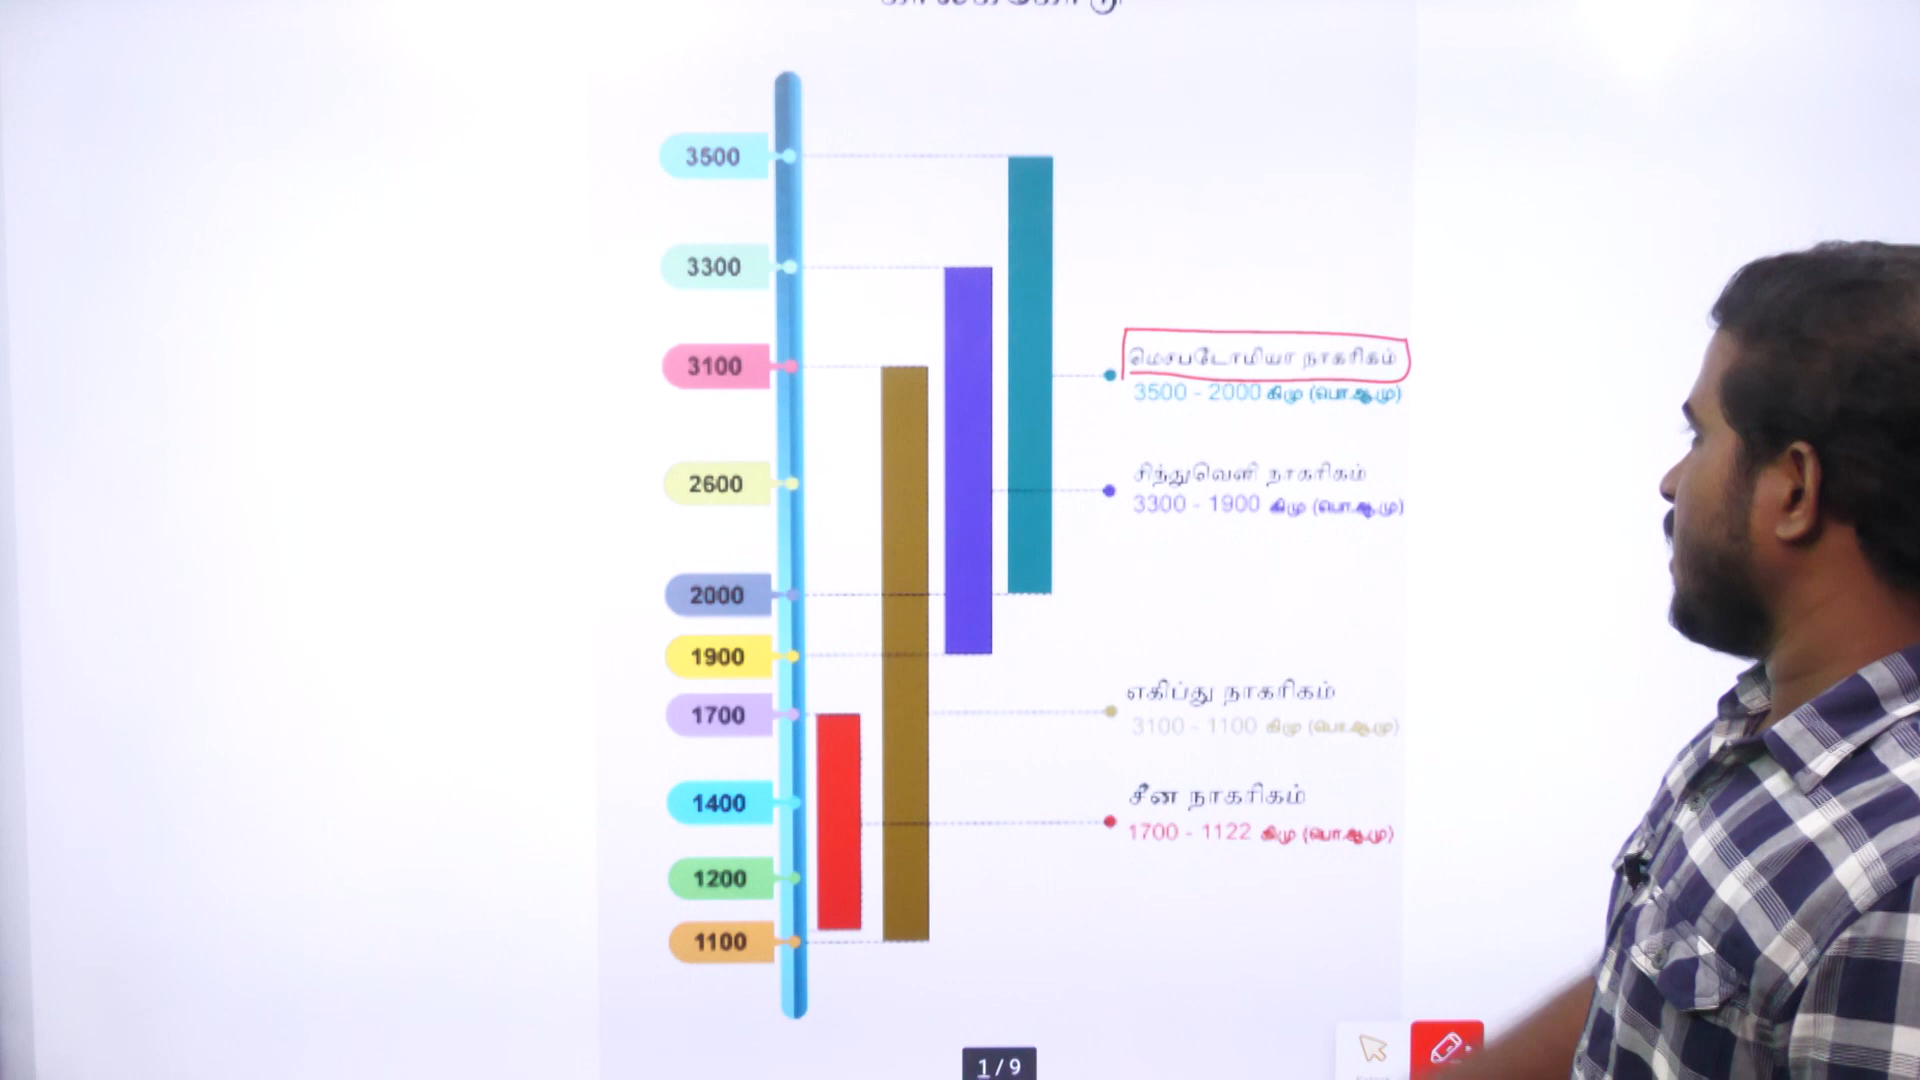 3500
3300
3100
2600
2000
1900
1700
1400
1200
1100
மெசபடோமியா நாகரிகம்
3500 - 2000 கிமு (பொ.ஆ.மு)
சிந்துவெளி நாகரிகம்
3300 - 1900 கிமு (பொ.ஆ.மு)
எகிப்து நாகரிகம்
3100 - 1100 கிமு (பொ.ஆ.மு)
சீன நாகரிகம்
1700 - 1122 கிமு (பொ.ஆ.மு)
1 / 9